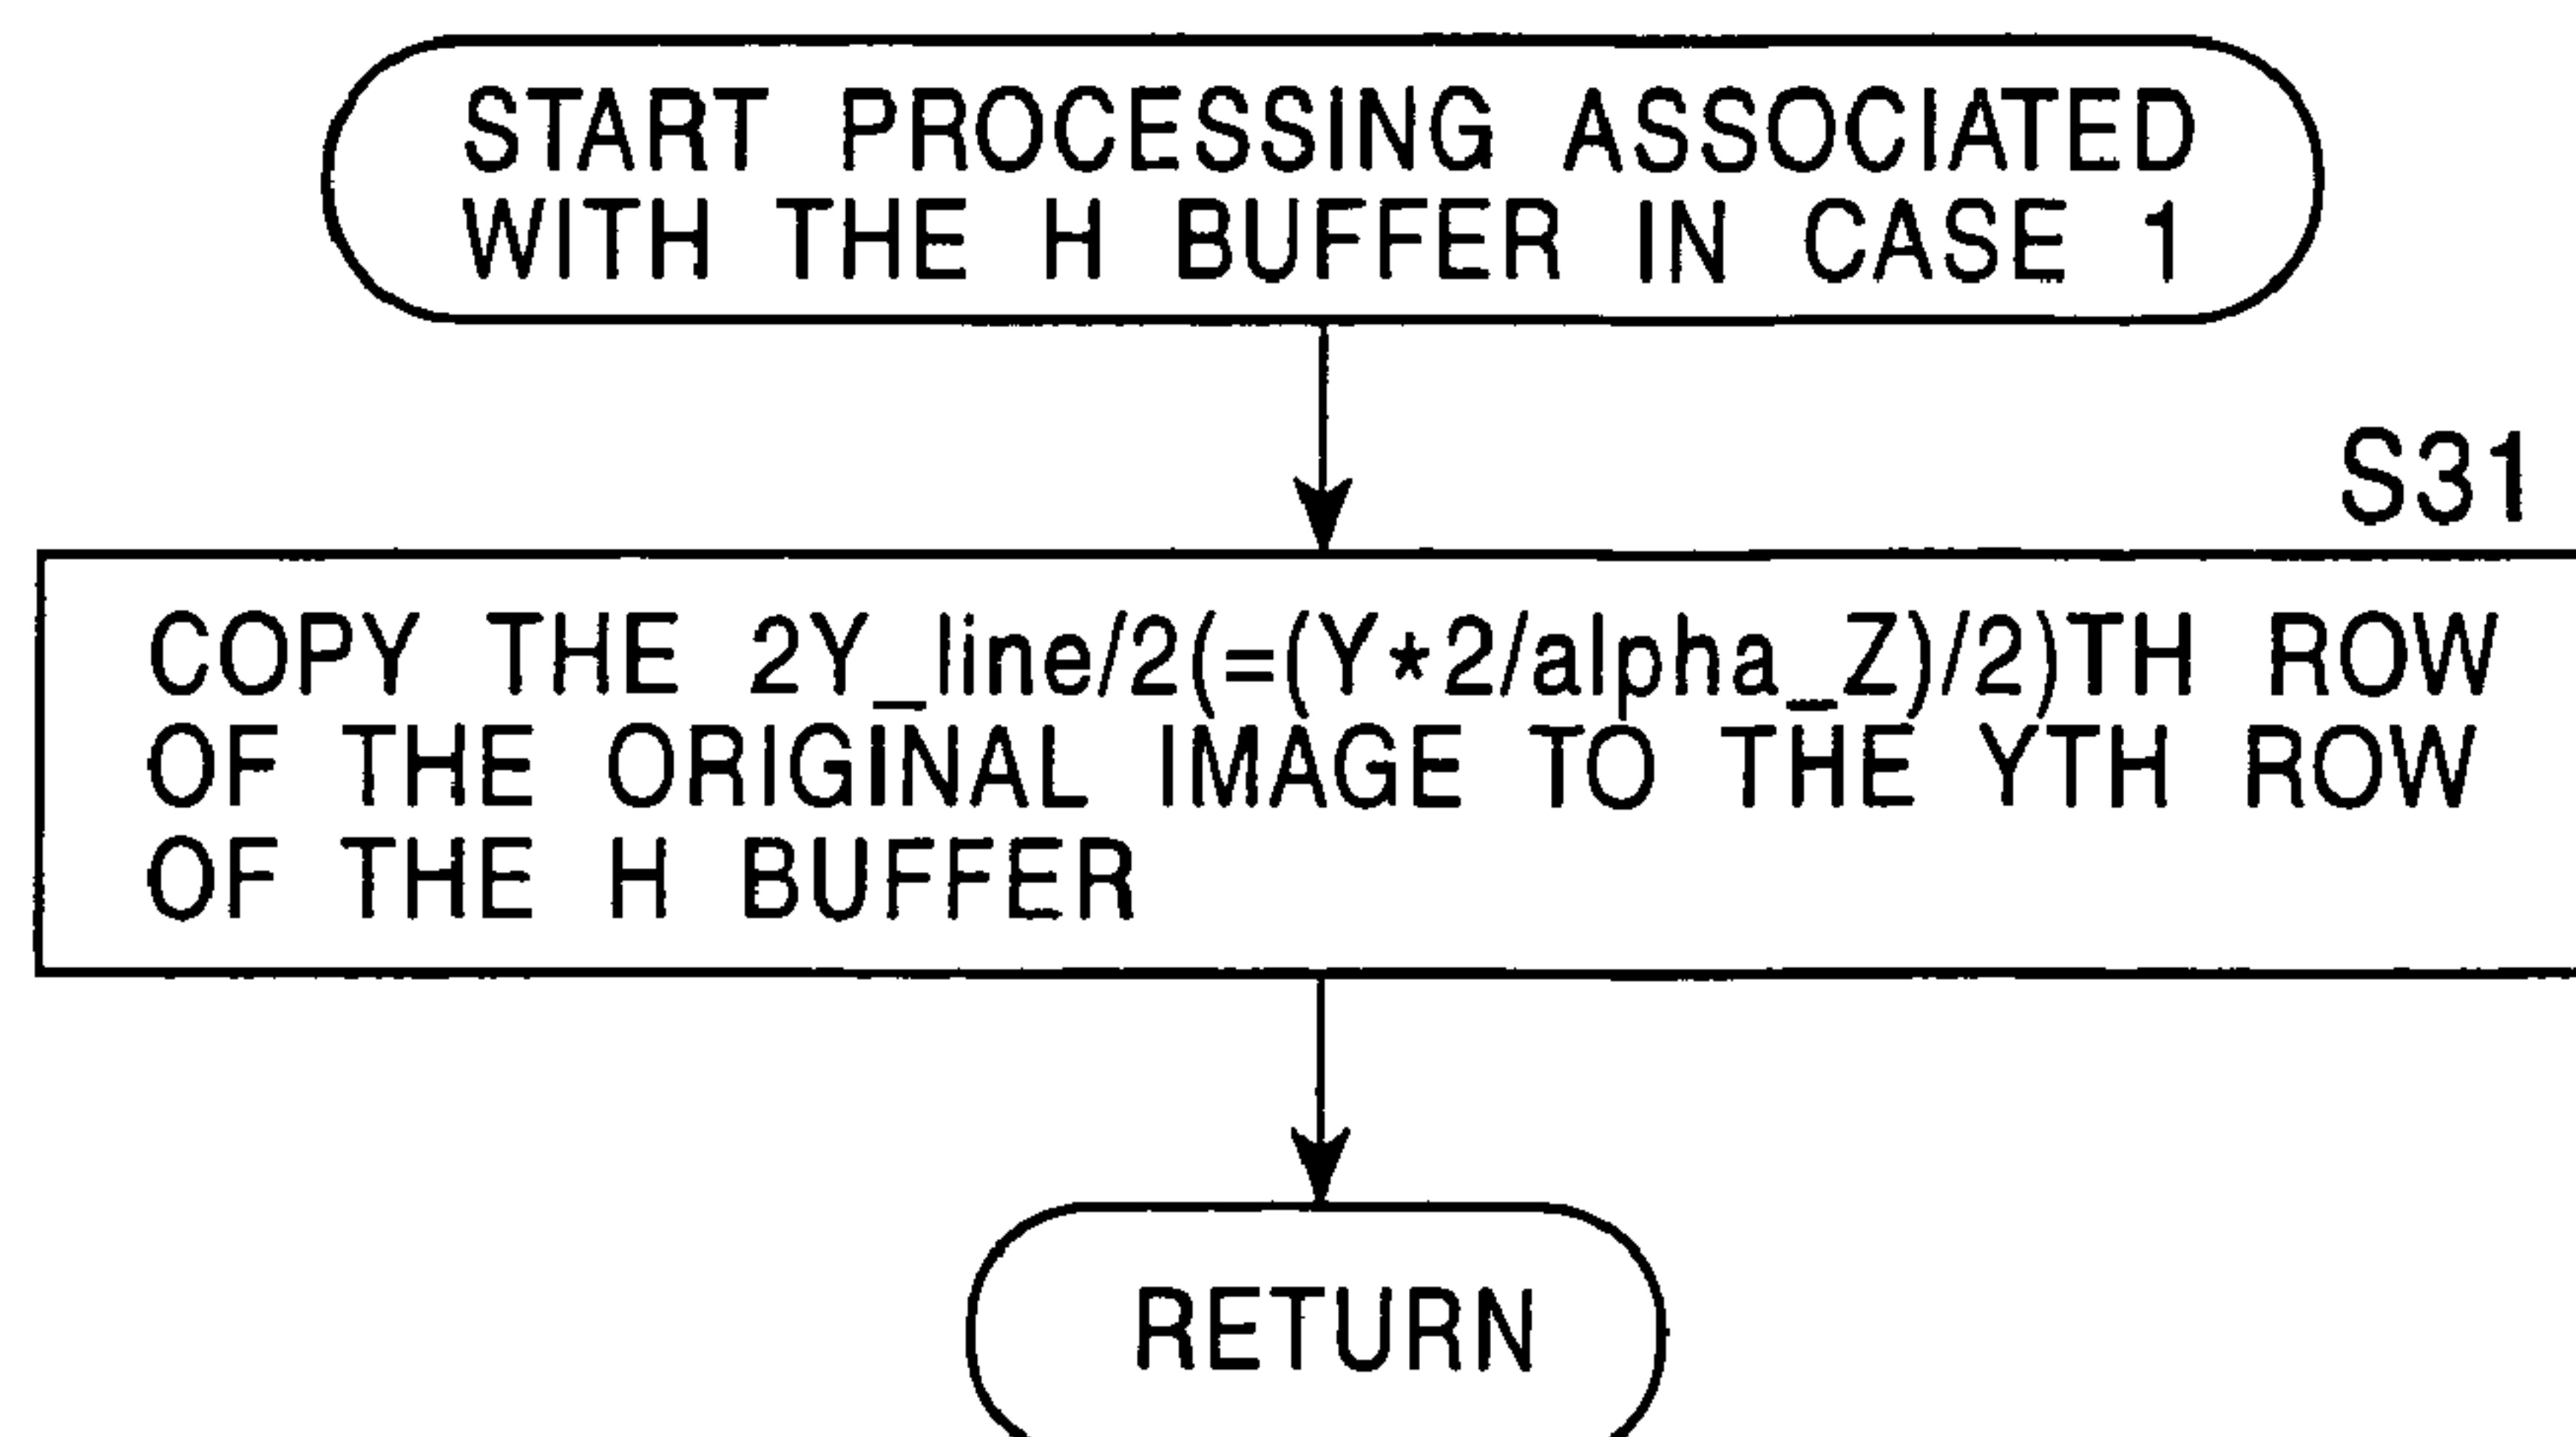 START PROCESSING ASSOCIATED
WITH THE H BUFFER IN CASE 1
S31
COPY THE 2Y_line/2(=(Y*2/alpha_Z)/2)TH ROW
OF THE ORIGINAL IMAGE TO THE YTH ROW
OF THE H BUFFER
RETURN